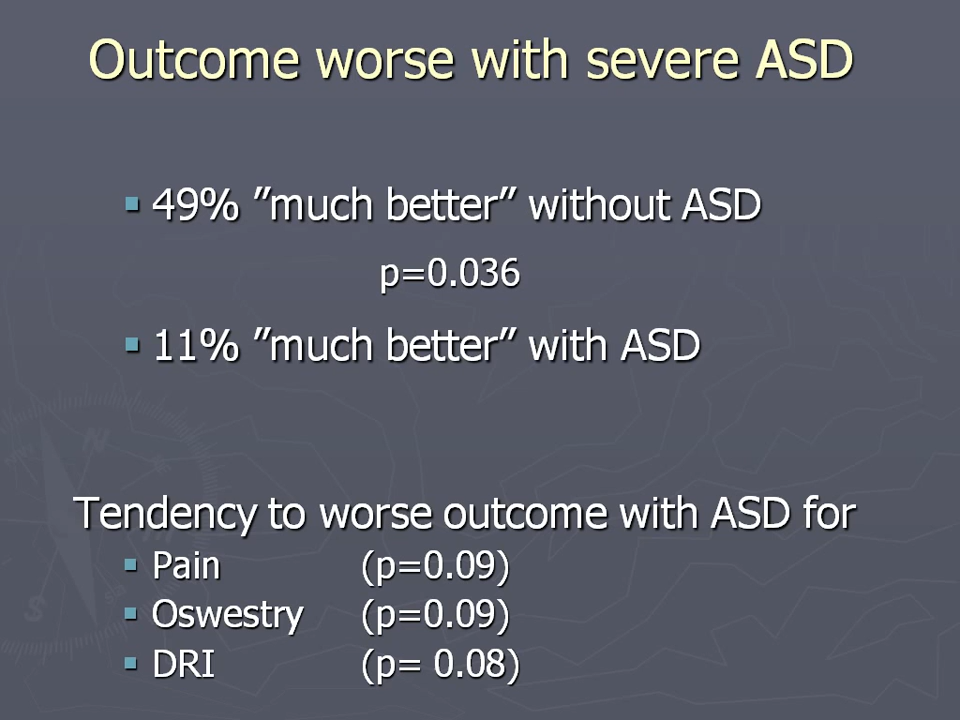 Outcome worse with severe ASD
▪ 49% ”much better” without ASD
p=0.036
▪ 11% ”much better” with ASD
Tendency to worse outcome with ASD for
▪ Pain (p=0.09)
▪ Oswestry (p=0.09)
▪ DRI (p= 0.08)
N
S